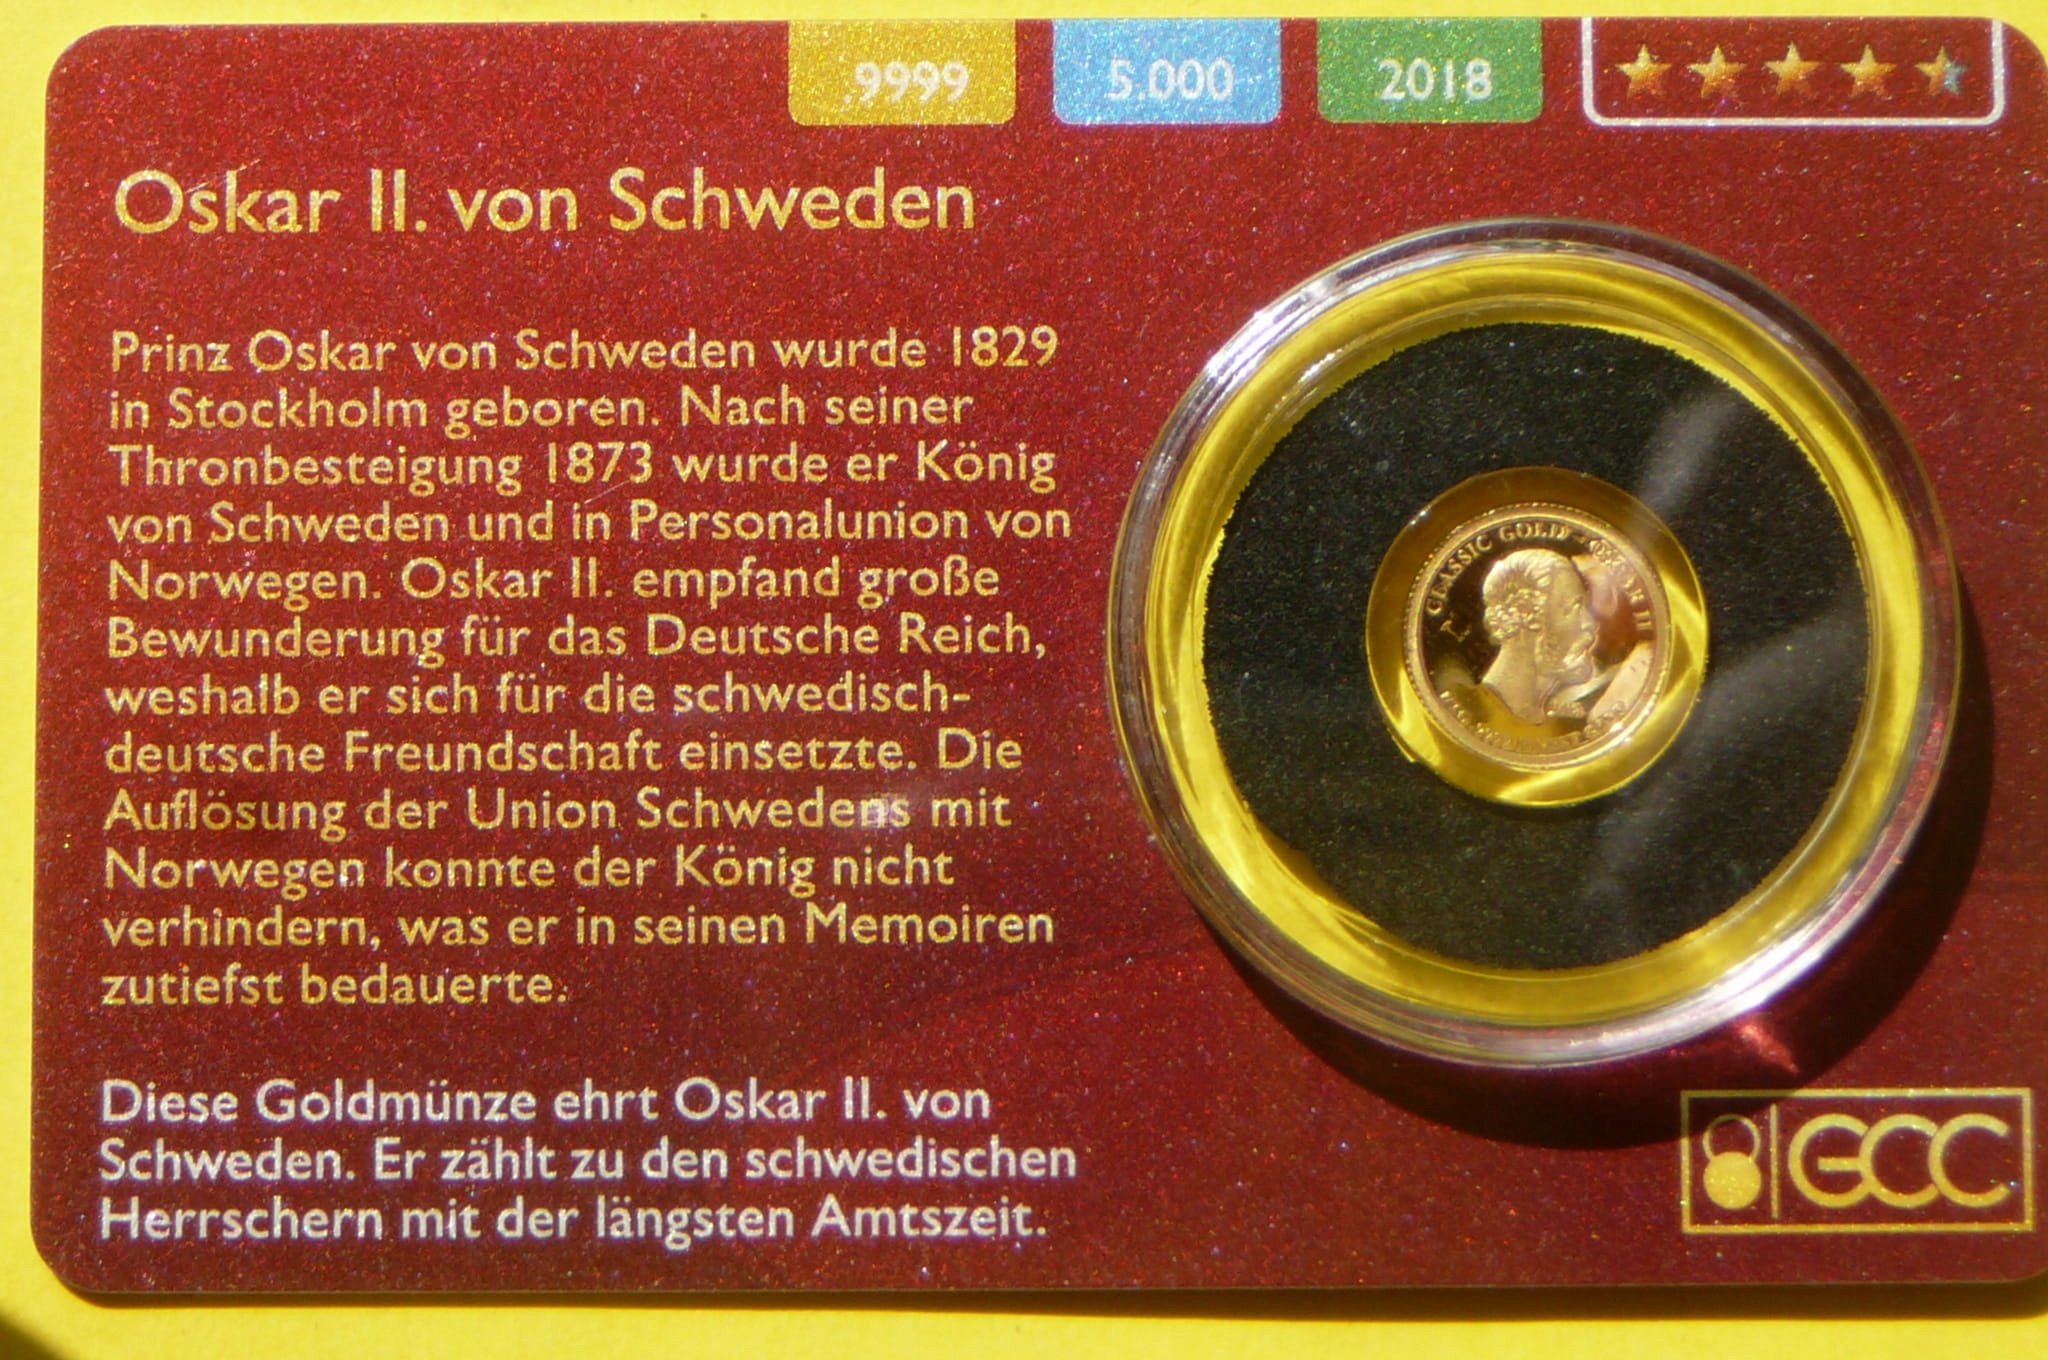 .9999
5.000
2018
Oskar II. von Schweden
Prinz Oskar von Schweden wurde 1829
in Stockholm geboren. Nach seiner
Thronbesteigung 1873 wurde er König
von Schweden und in Personalunion von
Norwegen. Oskar II. empfand große
Bewunderung für das Deutsche Reich,
weshalb er sich für die schwedisch-
deutsche Freundschaft einsetzte. Die
Auflösung der Union Schwedens mit
Norwegen konnte der König nicht
verhindern, was er in seinen Memoiren
zutiefst bedauerte.
Diese Goldmünze ehrt Oskar II. von
Schweden. Er zählt zu den schwedischen
Herrschern mit der längsten Amtszeit.
CLASSIC GOLD
II
GCC